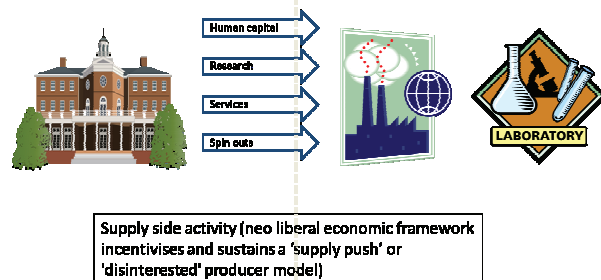 Human capital
Research
Services
Spin outs
LABORATORY
Supply side activity (neo liberal economic framework
incentivises and sustains a ‘supply push’ or
'disinterested' producer model)